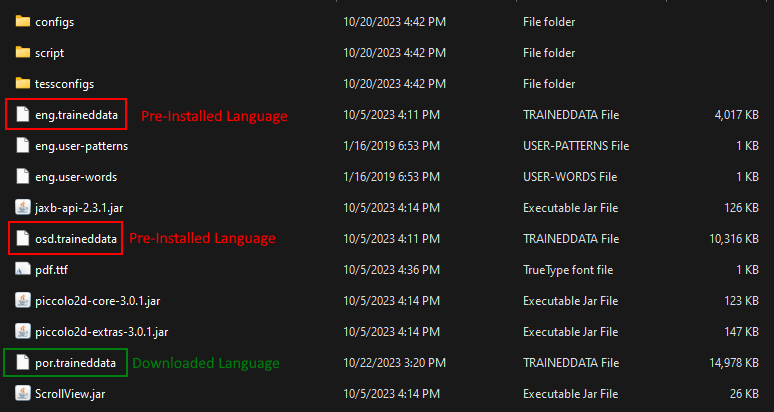 configs 10/20/2023 4:42 PM File folder
script 10/20/2023 4:42 PM File folder
tessconfigs 10/20/2023 4:42 PM File folder
eng.traineddata Pre-Installed Language 10/5/2023 4:11 PM TRAINEDDATA File 4,017 KB
eng.user-patterns 1/16/2019 6:53 PM USER-PATTERNS File 1 KB
eng.user-words 1/16/2019 6:53 PM USER-WORDS File 1 KB
jaxb-api-2.3.1.jar 10/5/2023 4:14 PM Executable Jar File 126 KB
osd.traineddata Pre-Installed Language 10/5/2023 4:11 PM TRAINEDDATA File 10,316 KB
pdf.ttf 10/5/2023 4:36 PM TrueType font file 1 KB
piccolo2d-core-3.0.1.jar 10/5/2023 4:14 PM Executable Jar File 123 KB
piccolo2d-extras-3.0.1.jar 10/5/2023 4:14 PM Executable Jar File 147 KB
por.traineddata Downloaded Language 10/22/2023 3:20 PM TRAINEDDATA File 14,978 KB
ScrollView.jar 10/5/2023 4:14 PM Executable Jar File 26 KB